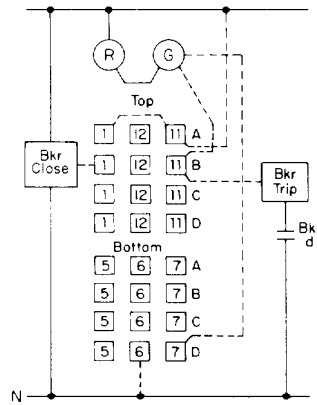 R G
Top
1 12 11 A
Bkr
Close
1 12 11 B
Bkr
Trip
1 12 11 C
1 12 11 D
Bk
d
Bottom
5 6 7 A
5 6 7 B
5 6 7 C
5 6 7 D
N